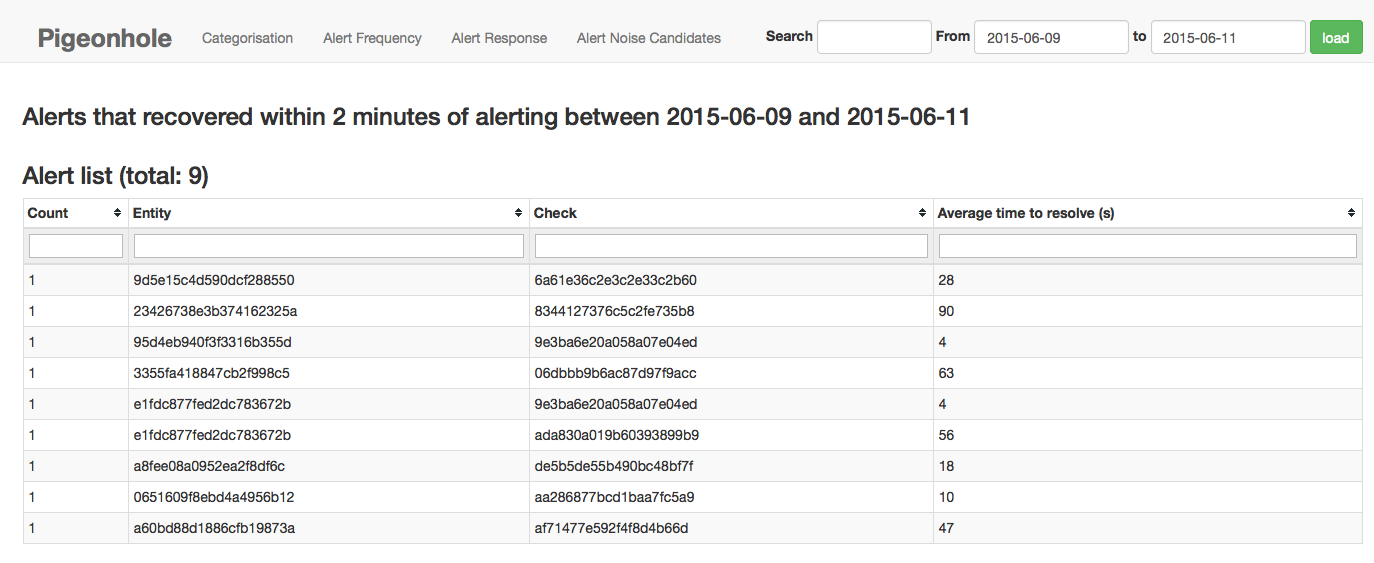 Pigeonhole Categorisation Alert Frequency Alert Response Alert Noise Candidates Search From 2015-06-09 to 2015-06-11 load
Alerts that recovered within 2 minutes of alerting between 2015-06-09 and 2015-06-11
Alert list (total: 9)
Count Entity Check Average time to resolve (s)
1 9d5e15c4d590dcf288550 6a61e36c2e3c2e33c2b60 28
1 23426738e3b374162325a 8344127376c5c2fe735b8 90
1 95d4eb940f3f3316b355d 9e3ba6e20a058a07e04ed 4
1 3355fa418847cb2f998c5 06dbbb9b6ac87d97f9acc 63
1 e1fdc877fed2dc783672b 9e3ba6e20a058a07e04ed 4
1 e1fdc877fed2dc783672b ada830a019b60393899b9 56
1 a8fee08a0952ea2f8df6c de5b5de55b490bc48bf7f 18
1 0651609f8ebd4a4956b12 aa286877bcd1baa7fc5a9 10
1 a60bd88d1886cfb19873a af71477e592f4f8d4b66d 47